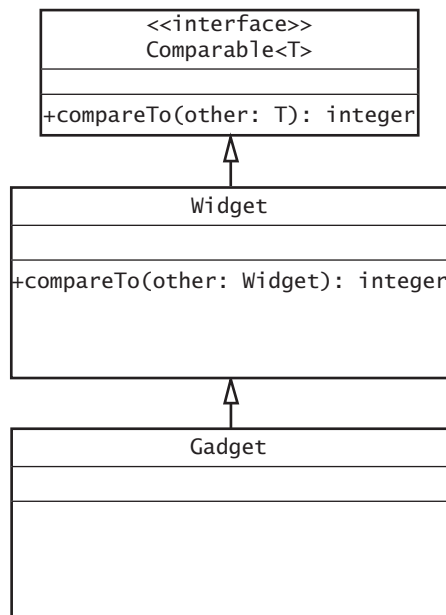 <<interface>>
Comparable<T>
+compareTo(other: T): integer
Widget
+compareTo(other: Widget): integer
Gadget